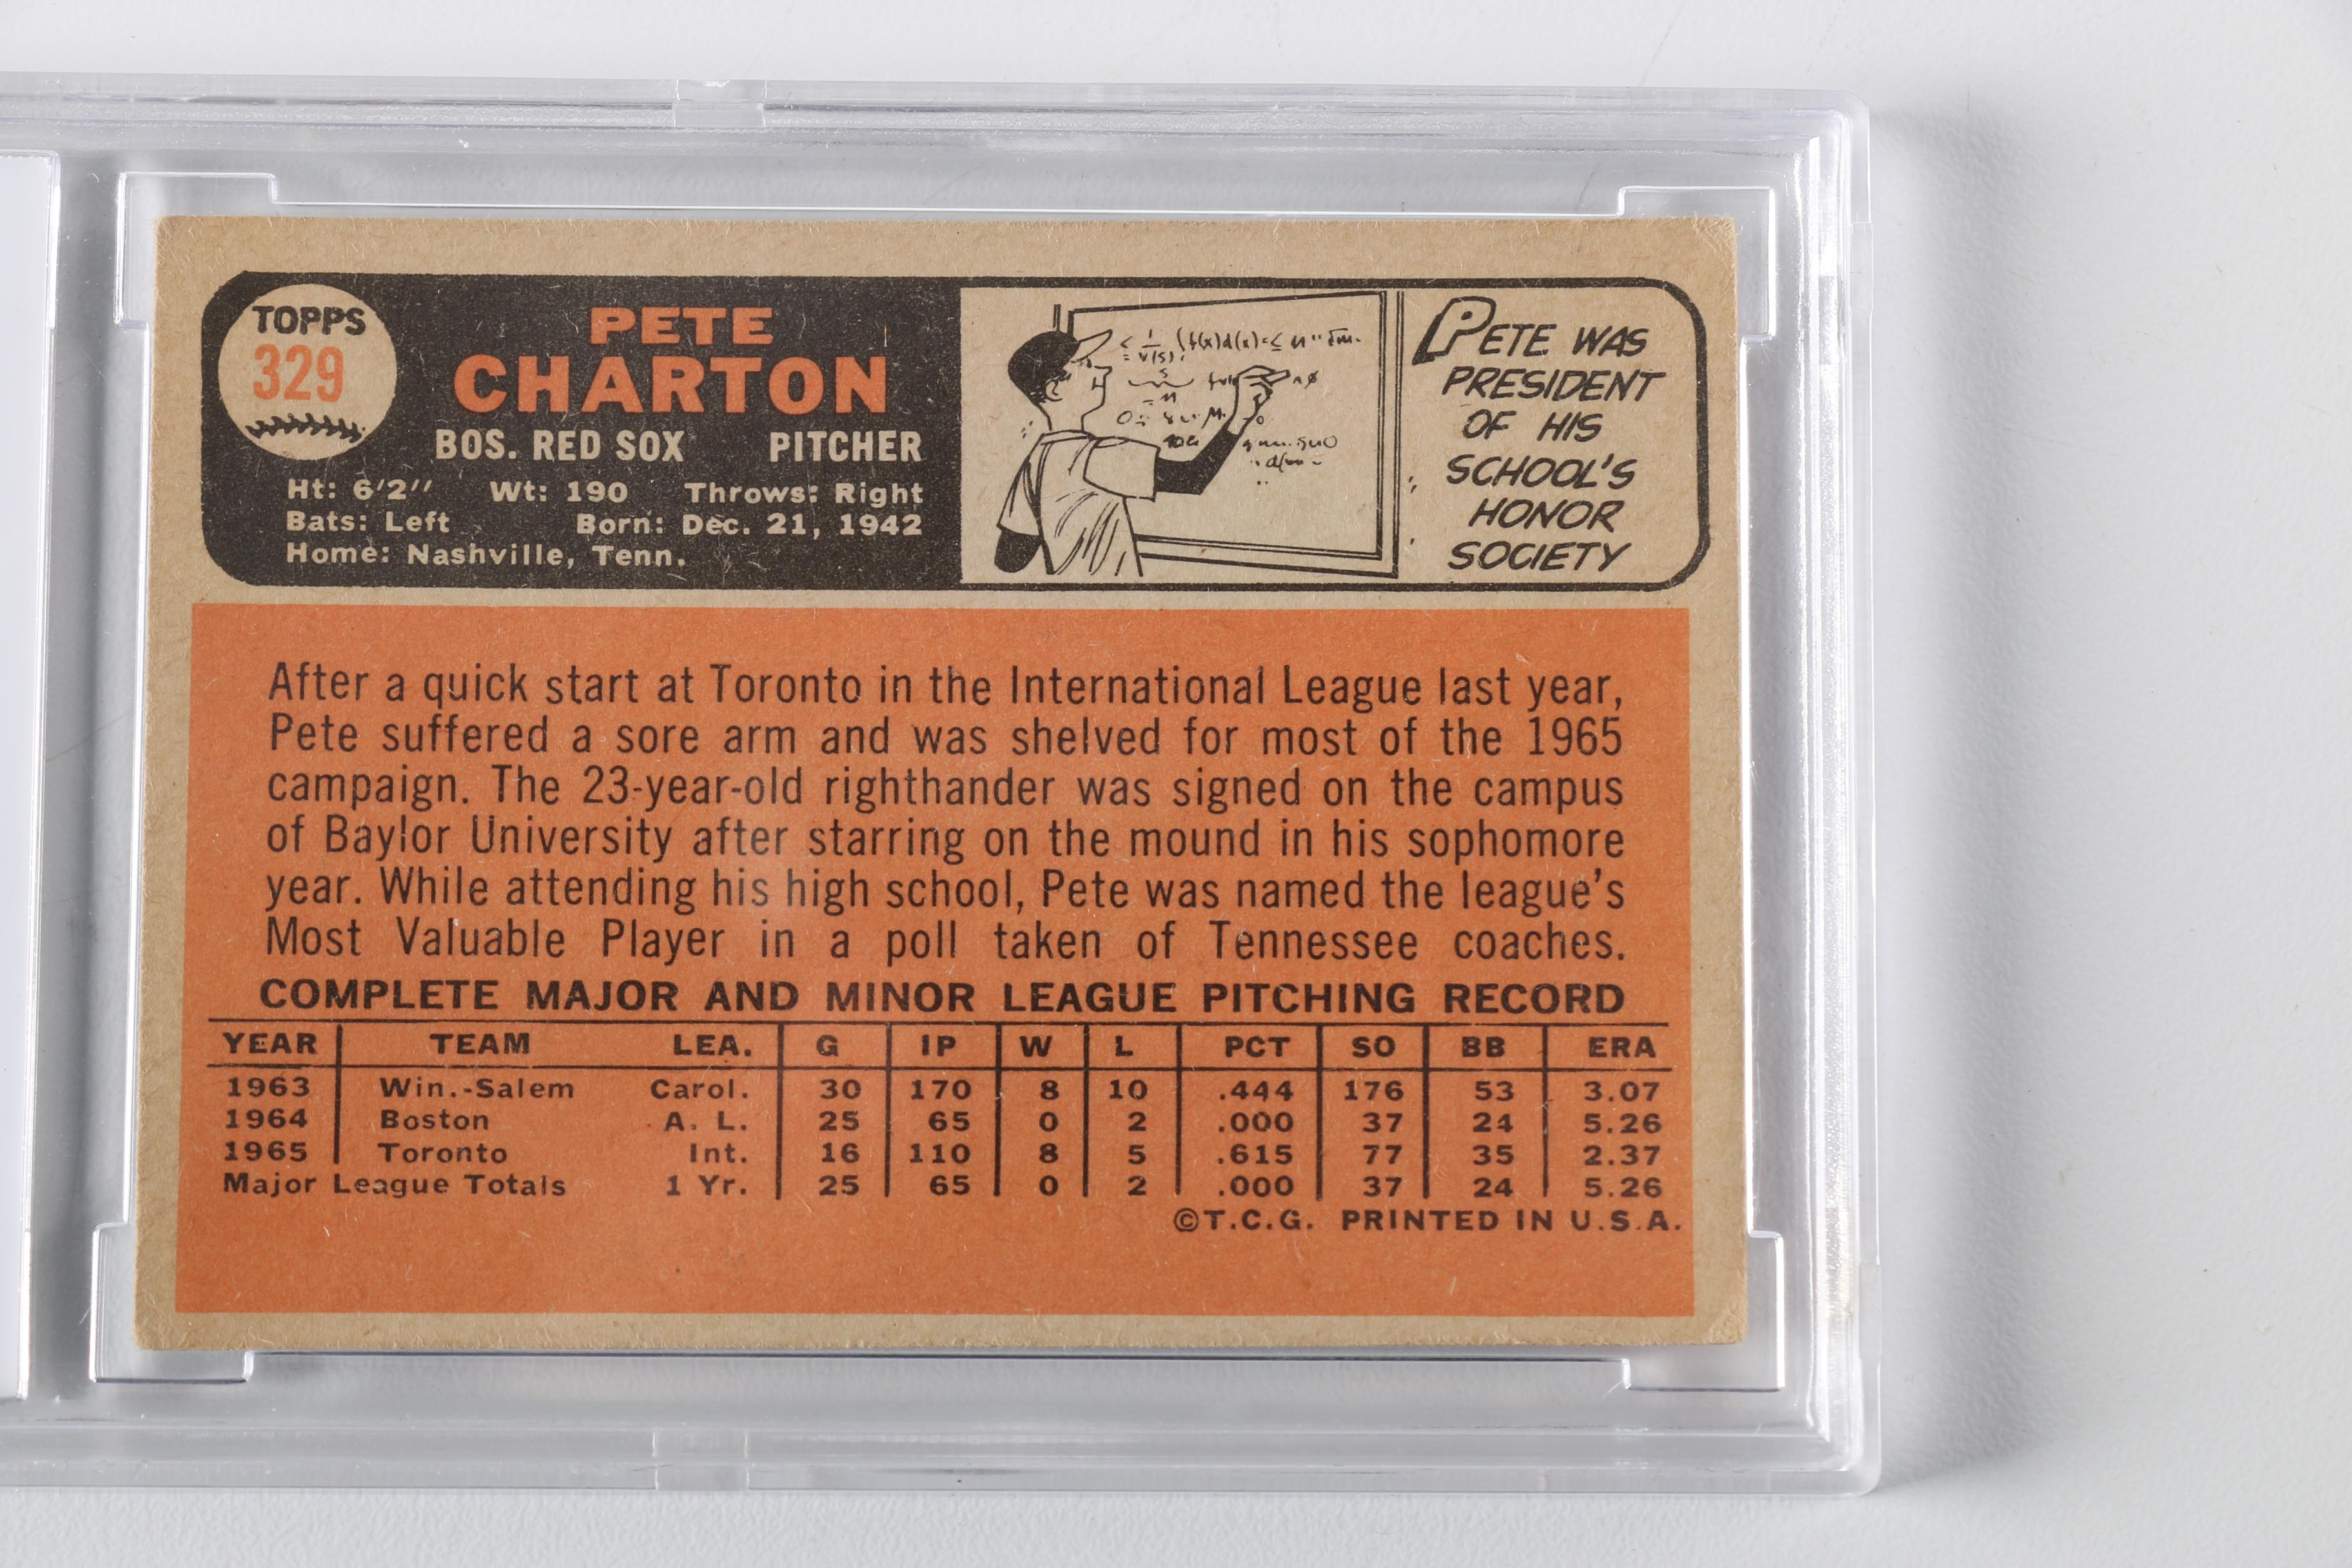 TOPPS
329
PETE
CHARTON
BOS. RED SOX PITCHER
Ht: 6'2'' Wt: 190 Throws: Right
Bats: Left Born: Dec. 21, 1942
Home: Nashville, Tenn.
PETE WAS
PRESIDENT
OF HIS
SCHOOL'S
HONOR
SOCIETY
After a quick start at Toronto in the International League last year,
Pete suffered a sore arm and was shelved for most of the 1965
campaign. The 23-year-old righthander was signed on the campus
of Baylor University after starring on the mound in his sophomore
year. While attending his high school, Pete was named the league's
Most Valuable Player in a poll taken of Tennessee coaches.
COMPLETE MAJOR AND MINOR LEAGUE PITCHING RECORD
YEAR TEAM LEA. G IP W L PCT SO BB ERA
1963 Win.-Salem Carol. 30 170 8 10 .444 176 53 3.07
1964 Boston A. L. 25 65 0 2 .000 37 24 5.26
1965 Toronto Int. 16 110 8 5 .615 77 35 2.37
Major League Totals 1 Yr. 25 65 0 2 .000 37 24 5.26
©T.C.G. PRINTED IN U.S.A.